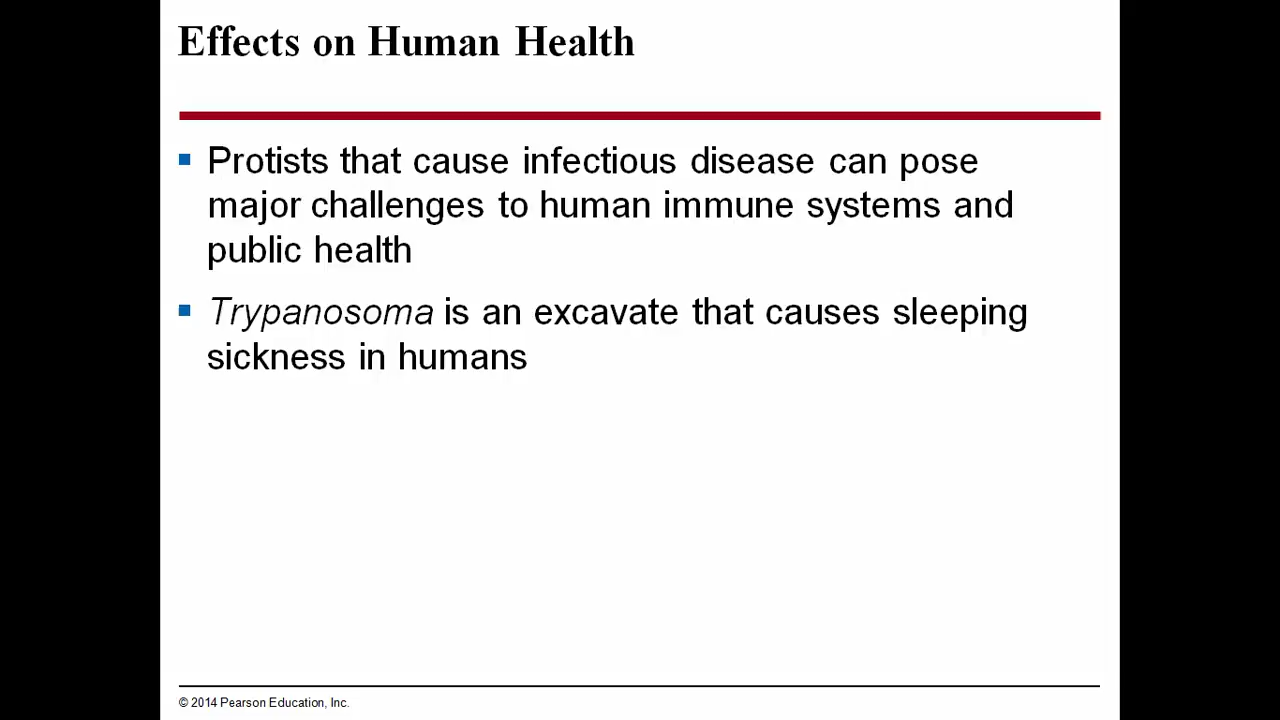 Effects on Human Health
Protists that cause infectious disease can pose
major challenges to human immune systems and
public health
Trypanosoma is an excavate that causes sleeping
sickness in humans
© 2014 Pearson Education, Inc.